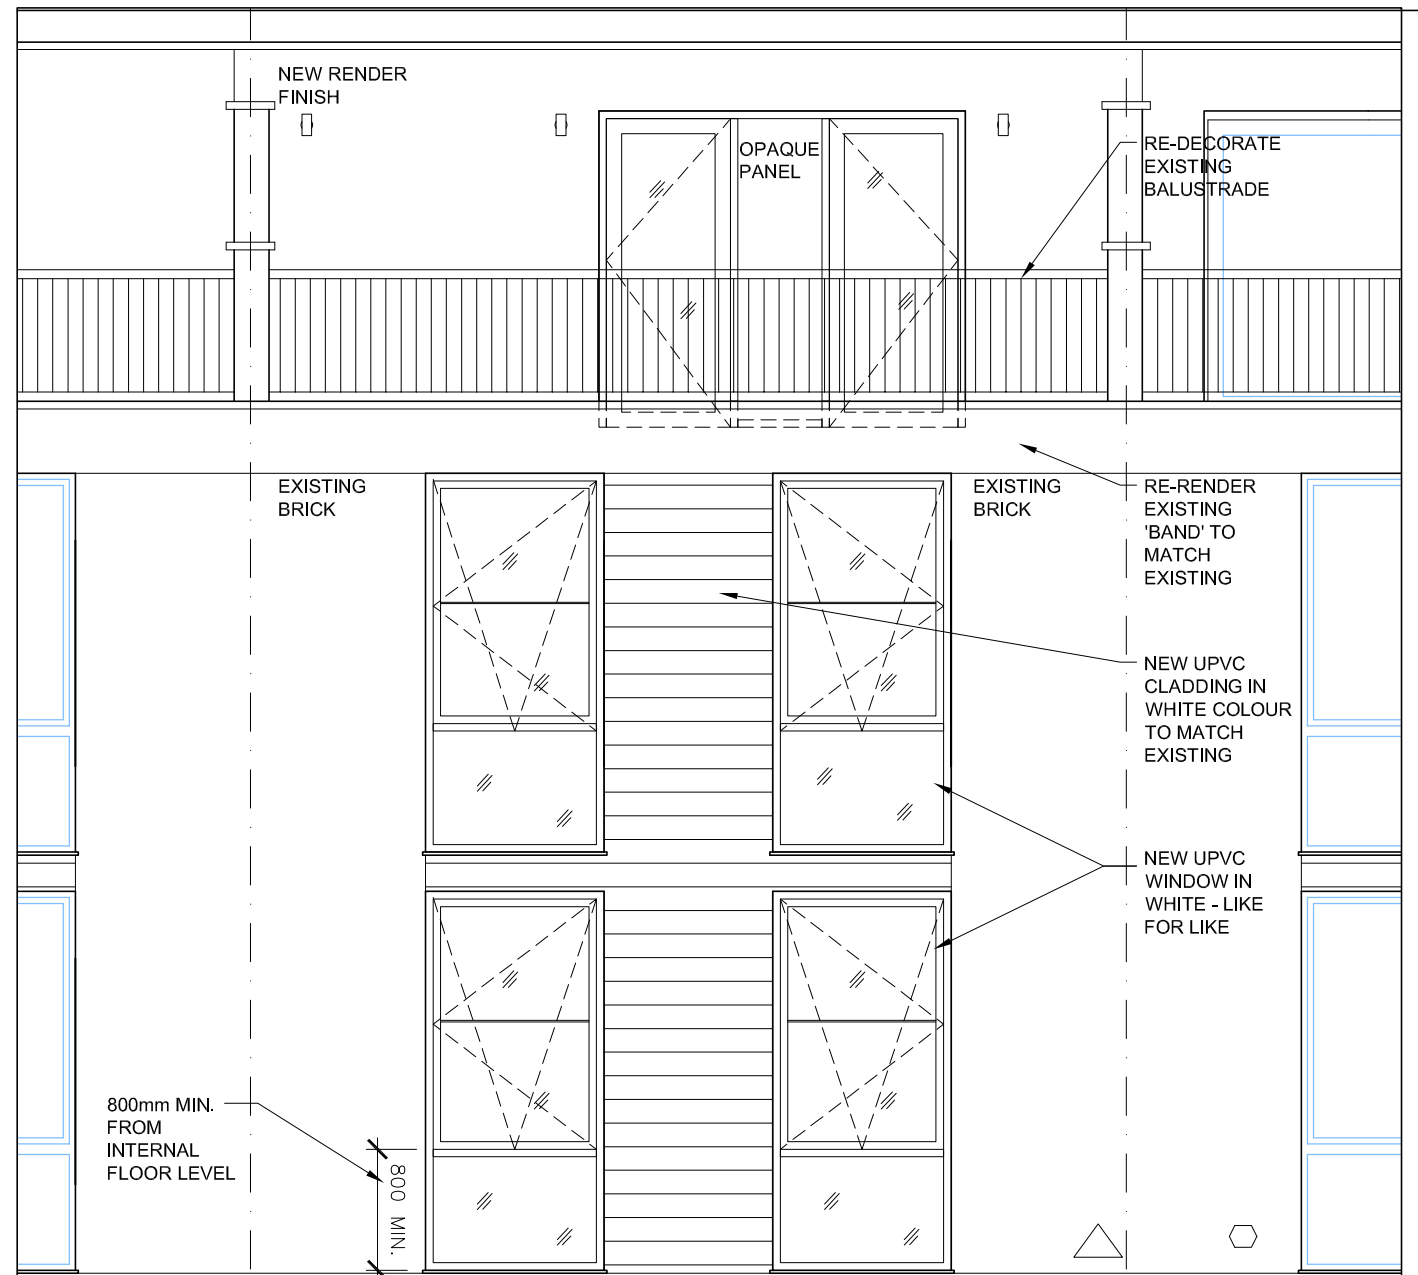 NEW RENDER
FINISH
OPAQUE
PANEL
RE-DECORATE
EXISTING
BALUSTRADE
EXISTING
BRICK
EXISTING
BRICK
RE-RENDER
EXISTING
'BAND' TO
MATCH
EXISTING
NEW UPVC
CLADDING IN
WHITE COLOUR
TO MATCH
EXISTING
NEW UPVC
WINDOW IN
WHITE - LIKE
FOR LIKE
800mm MIN.
FROM
INTERNAL
FLOOR LEVEL
800 MIN.